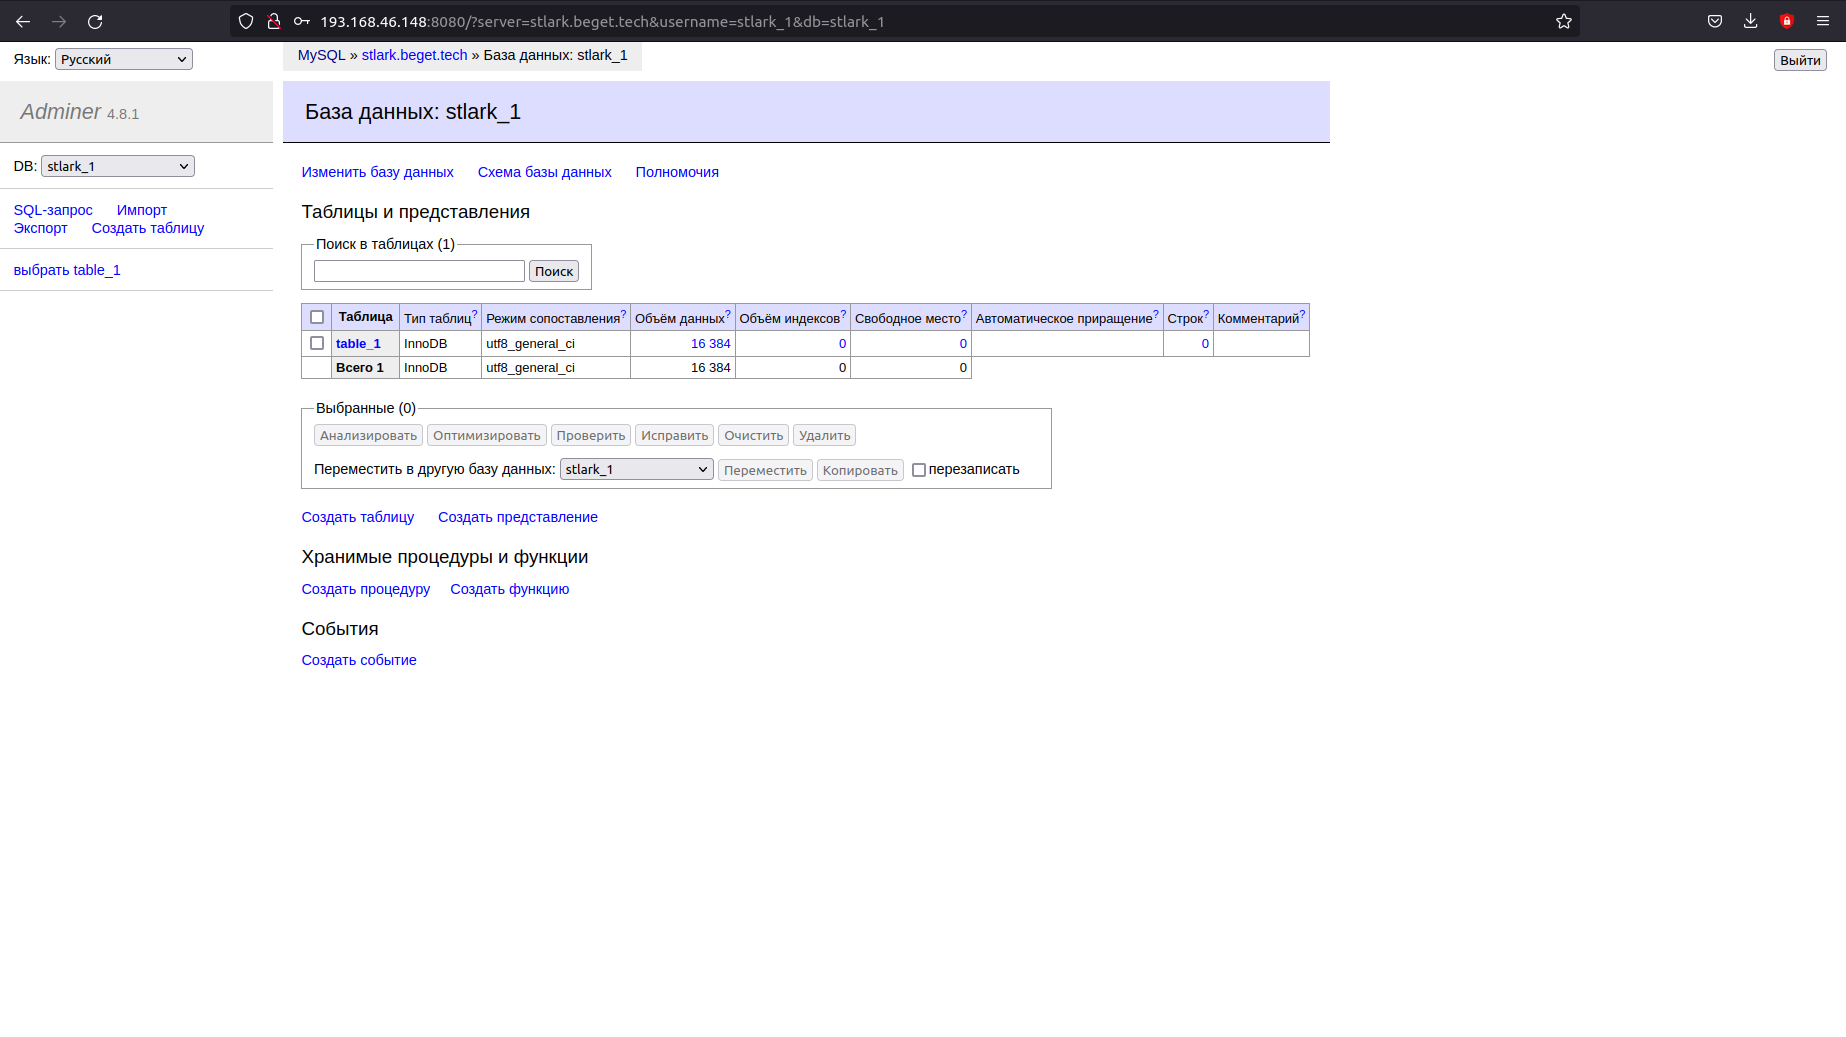 193.168.46.148:8080/?server=stlark.beget.tech&username=stlark_1&db=stlark_1
Язык: Русский
MySQL » stlark.beget.tech » База данных: stlark_1
Выйти
Adminer 4.8.1
База данных: stlark_1
DB: stlark_1
Изменить базу данных Схема базы данных Полномочия
SQL-запрос Импорт
Экспорт Создать таблицу
выбрать table_1
Таблицы и представления
Поиск в таблицах (1)
Поиск
Таблица Тип таблиц? Режим сопоставления? Объём данных? Объём индексов? Свободное место? Автоматическое приращение? Строк? Комментарий?
table_1 InnoDB utf8_general_ci 16 384 0 0 0
Всего 1 InnoDB utf8_general_ci 16 384 0 0
Выбранные (0)
Анализировать Оптимизировать Проверить Исправить Очистить Удалить
Переместить в другую базу данных: stlark_1 Переместить Копировать перезаписать
Создать таблицу Создать представление
Хранимые процедуры и функции
Создать процедуру Создать функцию
События
Создать событие